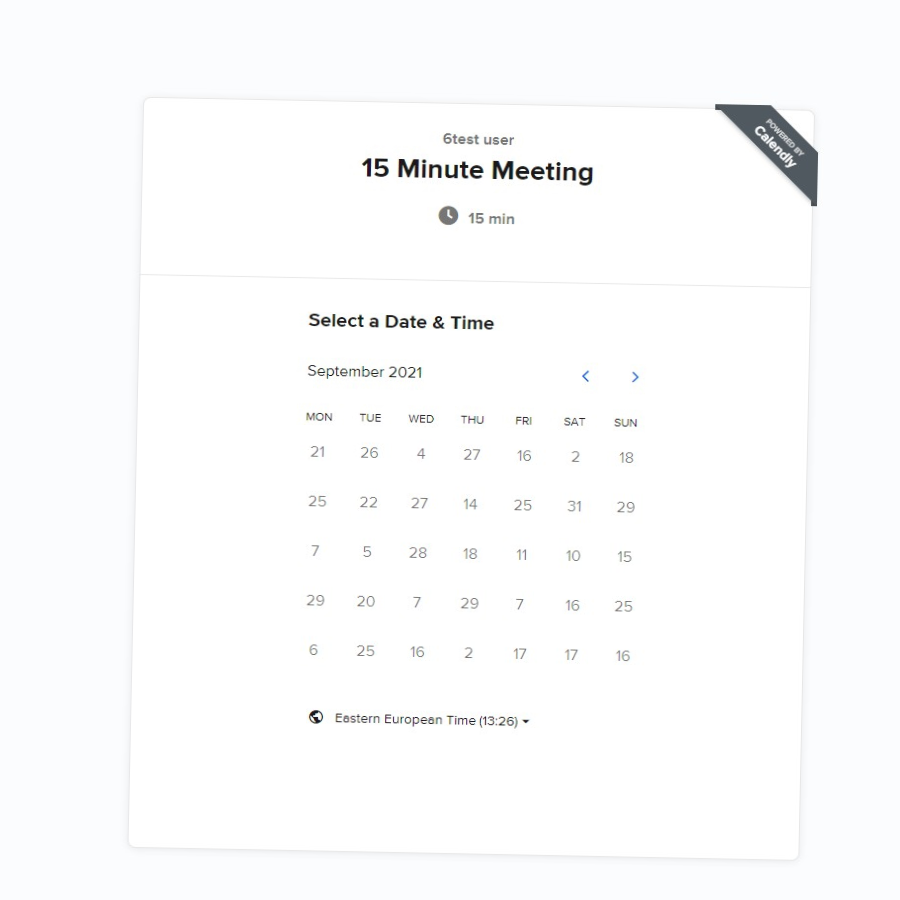 POWERED BY
Calendly
6test user
15 Minute Meeting
15 min
Select a Date & Time
September 2021
MON TUE WED THU FRI SAT SUN
21 26 4 27 16 2 18
25 22 27 14 25 31 29
7 5 28 18 11 10 15
29 20 7 29 7 16 25
6 25 16 2 17 17 16
Eastern European Time (13:26)